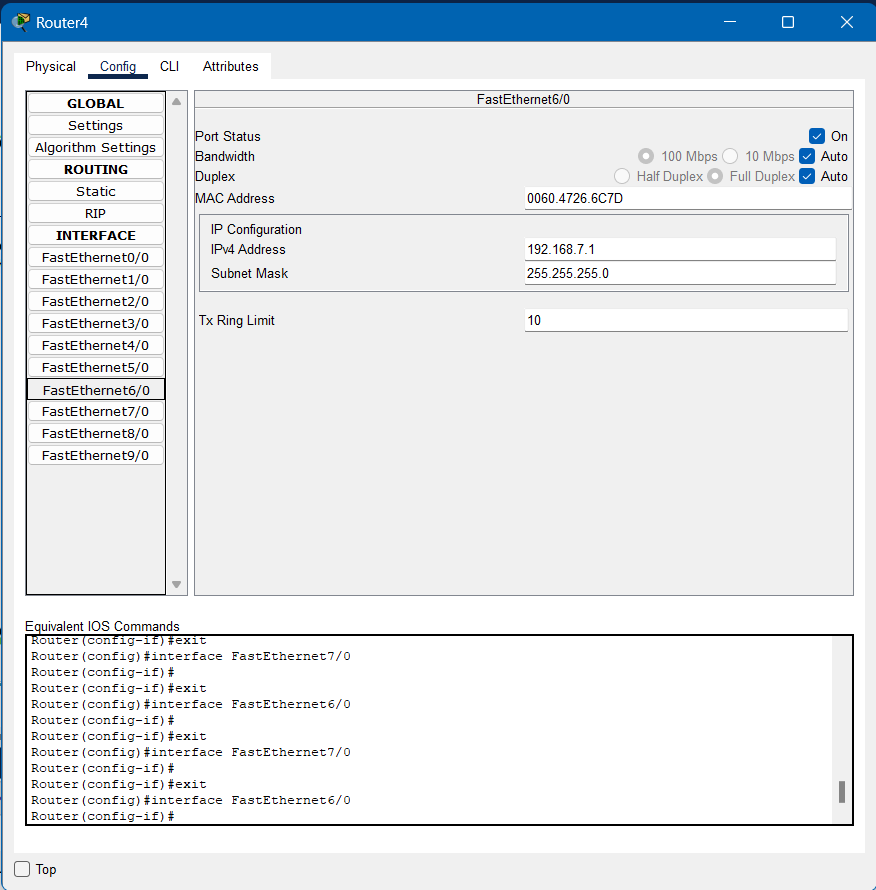 Router4
Physical Config CLI Attributes
GLOBAL
Settings
Algorithm Settings
ROUTING
Static
RIP
INTERFACE
FastEthernet0/0
FastEthernet1/0
FastEthernet2/0
FastEthernet3/0
FastEthernet4/0
FastEthernet5/0
FastEthernet6/0
FastEthernet7/0
FastEthernet8/0
FastEthernet9/0
FastEthernet6/0
Port Status On
Bandwidth 100 Mbps 10 Mbps Auto
Duplex Half Duplex Full Duplex Auto
MAC Address 0060.4726.6C7D
IP Configuration
IPv4 Address 192.168.7.1
Subnet Mask 255.255.255.0
Tx Ring Limit 10
Equivalent IOS Commands
Router(config-if)#exit
Router(config)#interface FastEthernet7/0
Router(config-if)#
Router(config-if)#exit
Router(config)#interface FastEthernet6/0
Router(config-if)#
Router(config-if)#exit
Router(config)#interface FastEthernet7/0
Router(config-if)#
Router(config-if)#exit
Router(config)#interface FastEthernet6/0
Router(config-if)#
Top